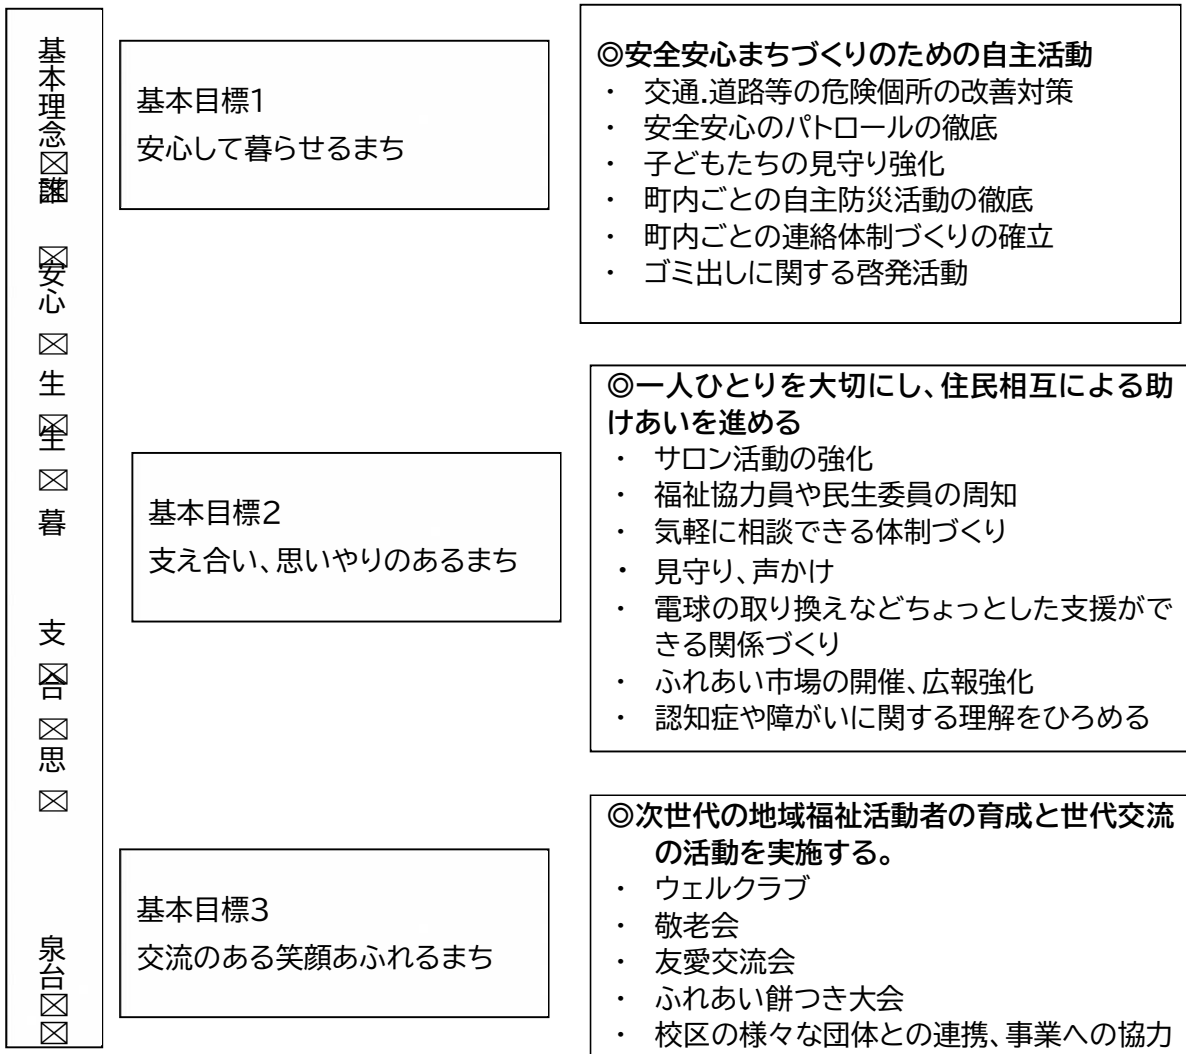 基本理念☒誰☒
☒安心☒生☒生☒暮
支☒合☒思☒
泉台☒☒
基本目標1
安心して暮らせるまち
◎安全安心まちづくりのための自主活動
・ 交通.道路等の危険個所の改善対策
・ 安全安心のパトロールの徹底
・ 子どもたちの見守り強化
・ 町内ごとの自主防災活動の徹底
・ 町内ごとの連絡体制づくりの確立
・ ゴミ出しに関する啓発活動
基本目標2
支え合い、思いやりのあるまち
◎一人ひとりを大切にし、住民相互による助
けあいを進める
・ サロン活動の強化
・ 福祉協力員や民生委員の周知
・ 気軽に相談できる体制づくり
・ 見守り、声かけ
・ 電球の取り換えなどちょっとした支援がで
きる関係づくり
・ ふれあい市場の開催、広報強化
・ 認知症や障がいに関する理解をひろめる
基本目標3
交流のある笑顔あふれるまち
◎次世代の地域福祉活動者の育成と世代交流
の活動を実施する。
・ ウェルクラブ
・ 敬老会
・ 友愛交流会
・ ふれあい餅つき大会
・ 校区の様々な団体との連携、事業への協力